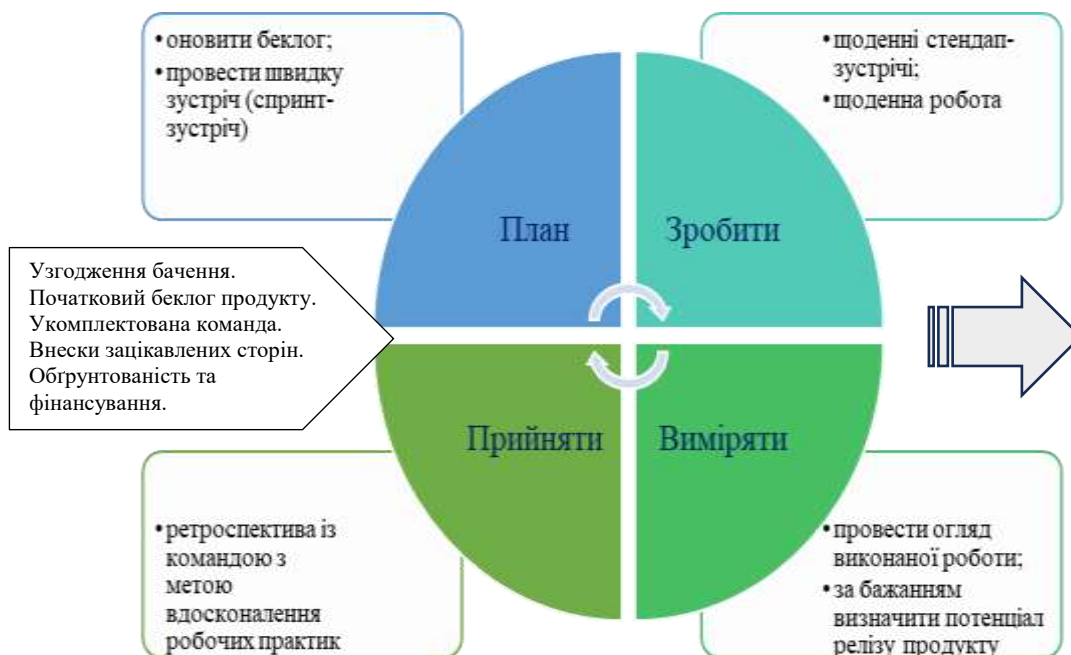 • оновити беклог;
• провести швидку
зустріч (спринт-
зустріч)
• щоденні стендап-
зустрічі;
• щоденна робота
План
Зробити
Узгодження бачення.
Початковий беклог продукту.
Укомплектована команда.
Внески зацікавлених сторін.
Обґрунтованість та
фінансування.
Прийняти
Виміряти
• ретроспектива із
командою з
метою
вдосконалення
робочих практик
• провести огляд
виконаної роботи;
• за бажанням
визначити потенціал
релізу продукту